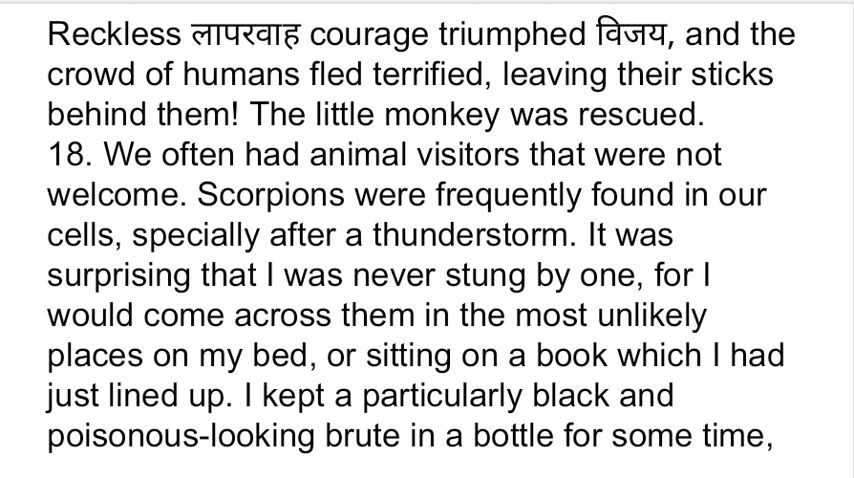 Reckless लापरवाह courage triumphed विजय, and the
crowd of humans fled terrified, leaving their sticks
behind them! The little monkey was rescued.
18. We often had animal visitors that were not
welcome. Scorpions were frequently found in our
cells, specially after a thunderstorm. It was
surprising that I was never stung by one, for I
would come across them in the most unlikely
places on my bed, or sitting on a book which I had
just lined up. I kept a particularly black and
poisonous-looking brute in a bottle for some time,